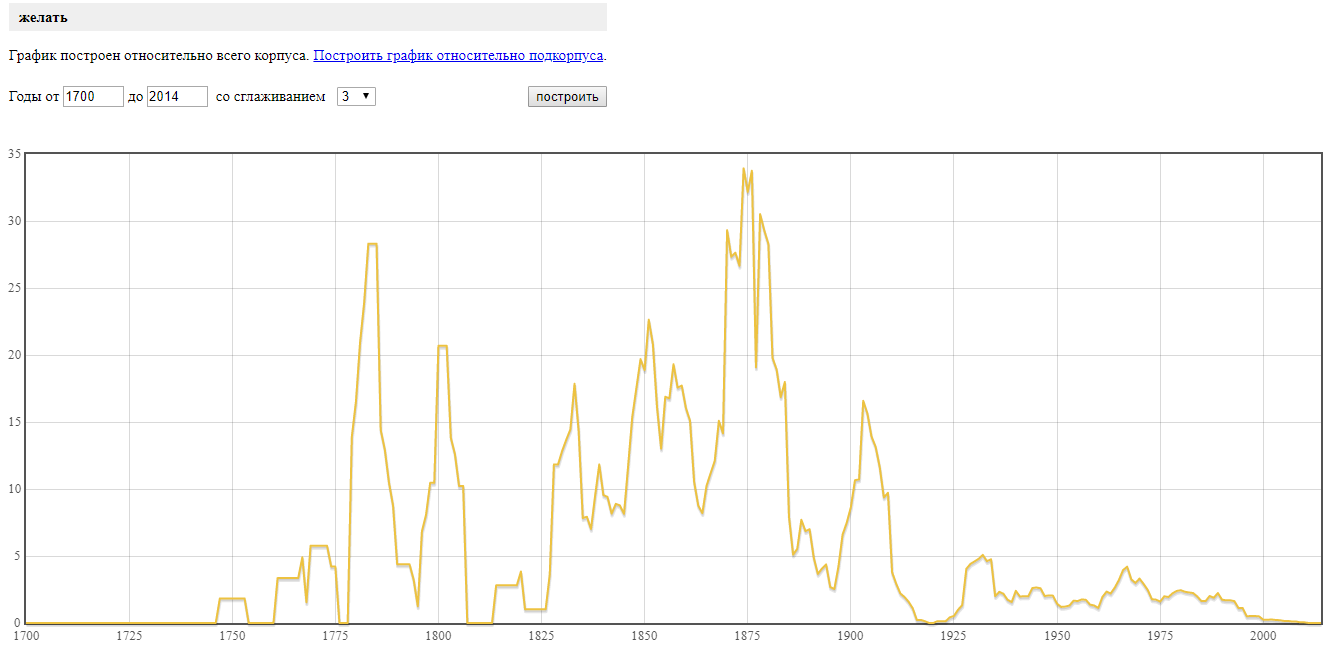 желать
График построен относительно всего корпуса. Построить график относительно подкорпуса.
Годы от 1700 до 2014 со сглаживанием 3 построить
35
30
25
20
15
10
5
0
1700 1725 1750 1775 1800 1825 1850 1875 1900 1925 1950 1975 2000